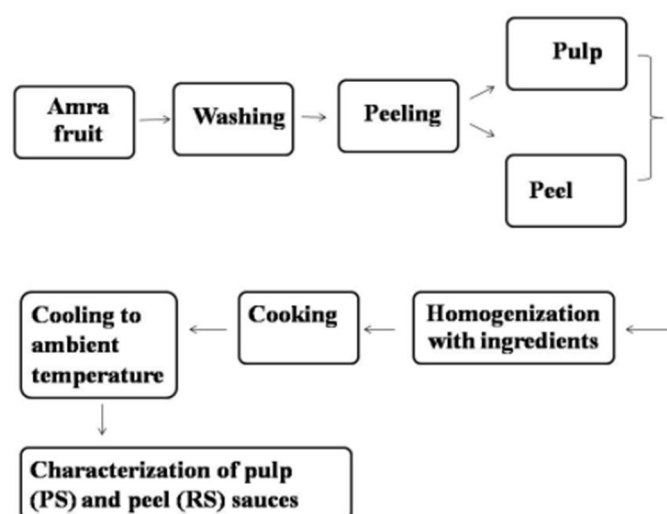 Amra
fruit
Washing
Peeling
Pulp
Peel
Homogenization
with ingredients
Cooking
Cooling to
ambient
temperature
Characterization of pulp
(PS) and peel (RS) sauces